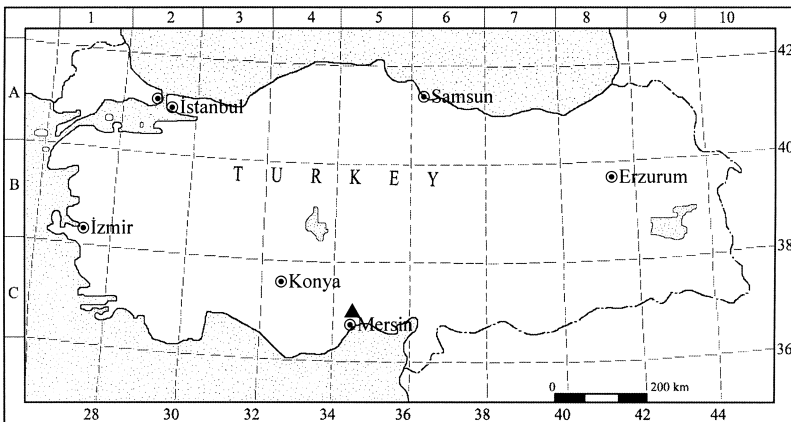 1 2 3 4 5 6 7 8 9 10
42
A
İstanbul
Samsun
40
B
T U R K E Y
Erzurum
İzmir
38
C
Konya
Mersin
36
0 200 km
28 30 32 34 36 38 40 42 44